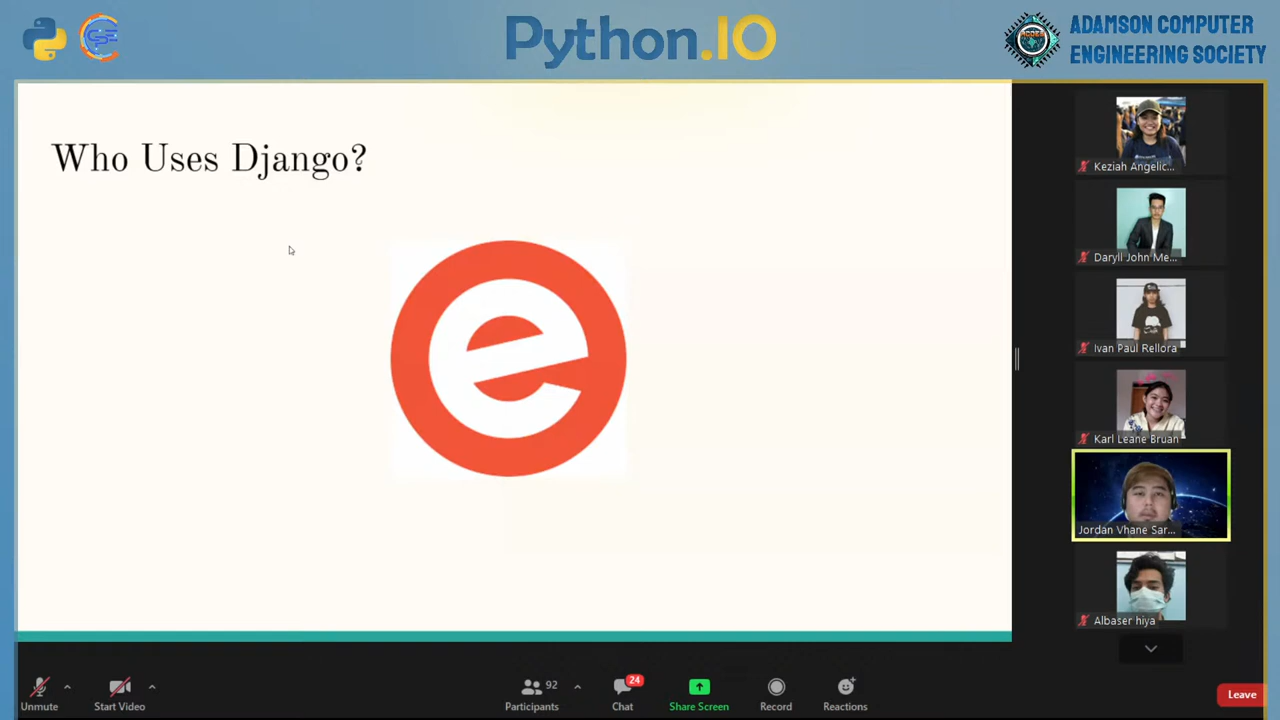 Python.IO
ADAMSON COMPUTER
ENGINEERING SOCIETY
Who Uses Django?
e
Keziah Angelic...
Daryll John Me...
Ivan Paul Rellora
Karl Leane Bruan
Jordan Vhane Sar...
Albaser hiya
Unmute
Start Video
92
Participants
24
Chat
Share Screen
Record
Reactions
Leave